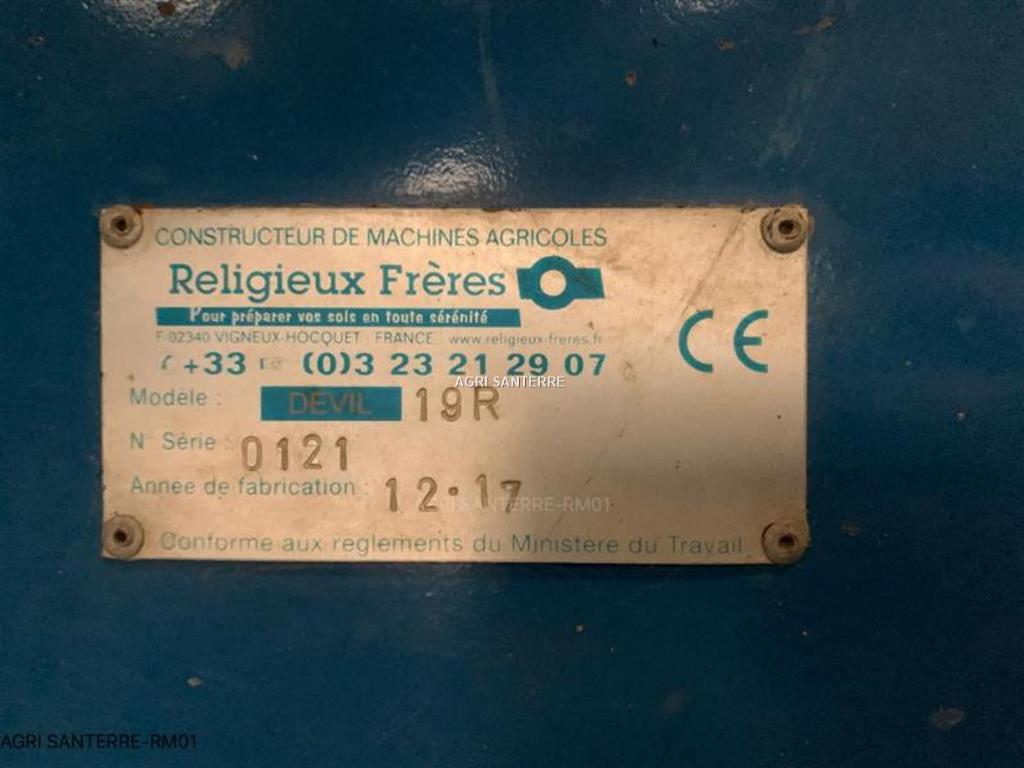 CONSTRUCTEUR DE MACHINES AGRICOLES
Religieux Frères
Pour préparer vos sols en toute sérénité
F-02340 VIGNEUX-HOCQUET - FRANCE www.religieux-freres.fr
+33 (0)3 23 21 29 07
CE
AGRI SANTERRE
Modèle : DEVIL 19R
N° Série : 0121
Annee de fabrication : 12·17
AGRI SANTERRE-RM01
Conforme aux reglements du Ministère du Travail
AGRI SANTERRE-RM01